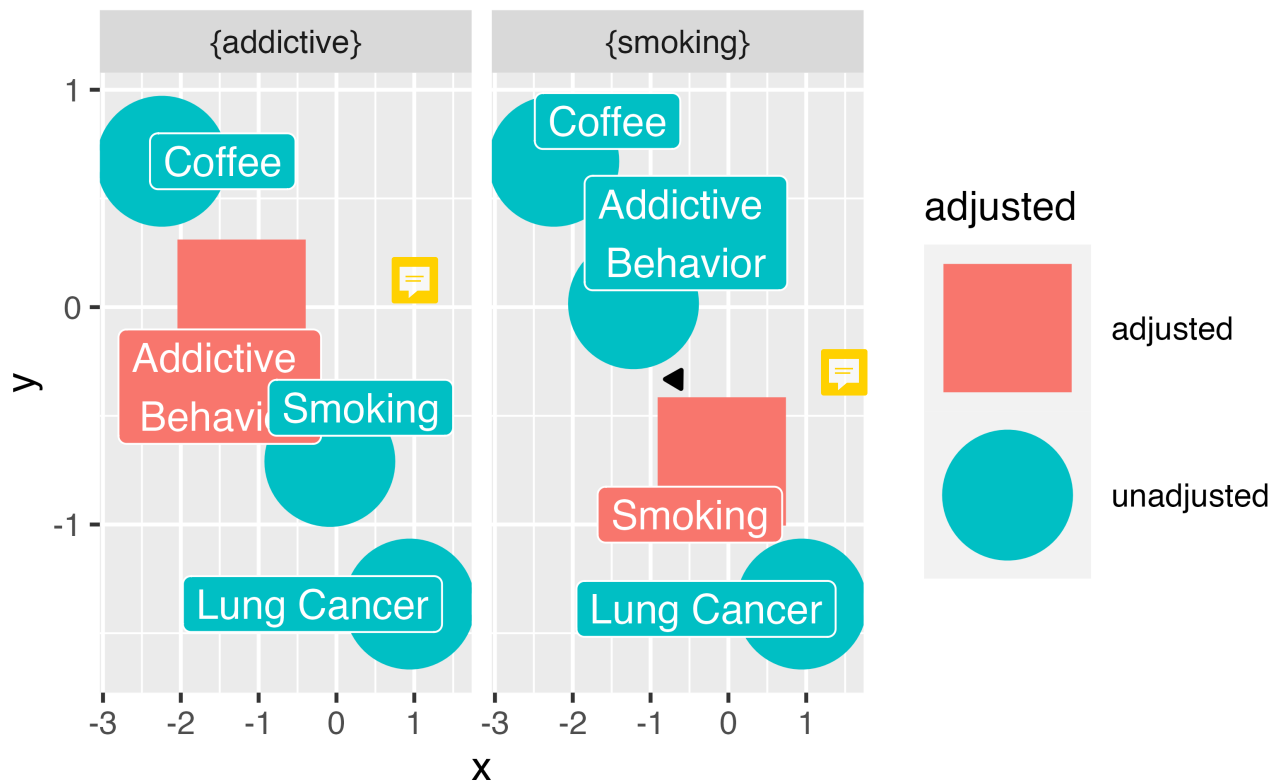 {addictive}
{smoking}
1
0
-1
y
Coffee
Addictive
Behavi
Smoking
Lung Cancer
Coffee
Addictive
Behavior
Smoking
Lung Cancer
-3 -2 -1 0 1
-3 -2 -1 0 1
x
adjusted
adjusted
unadjusted